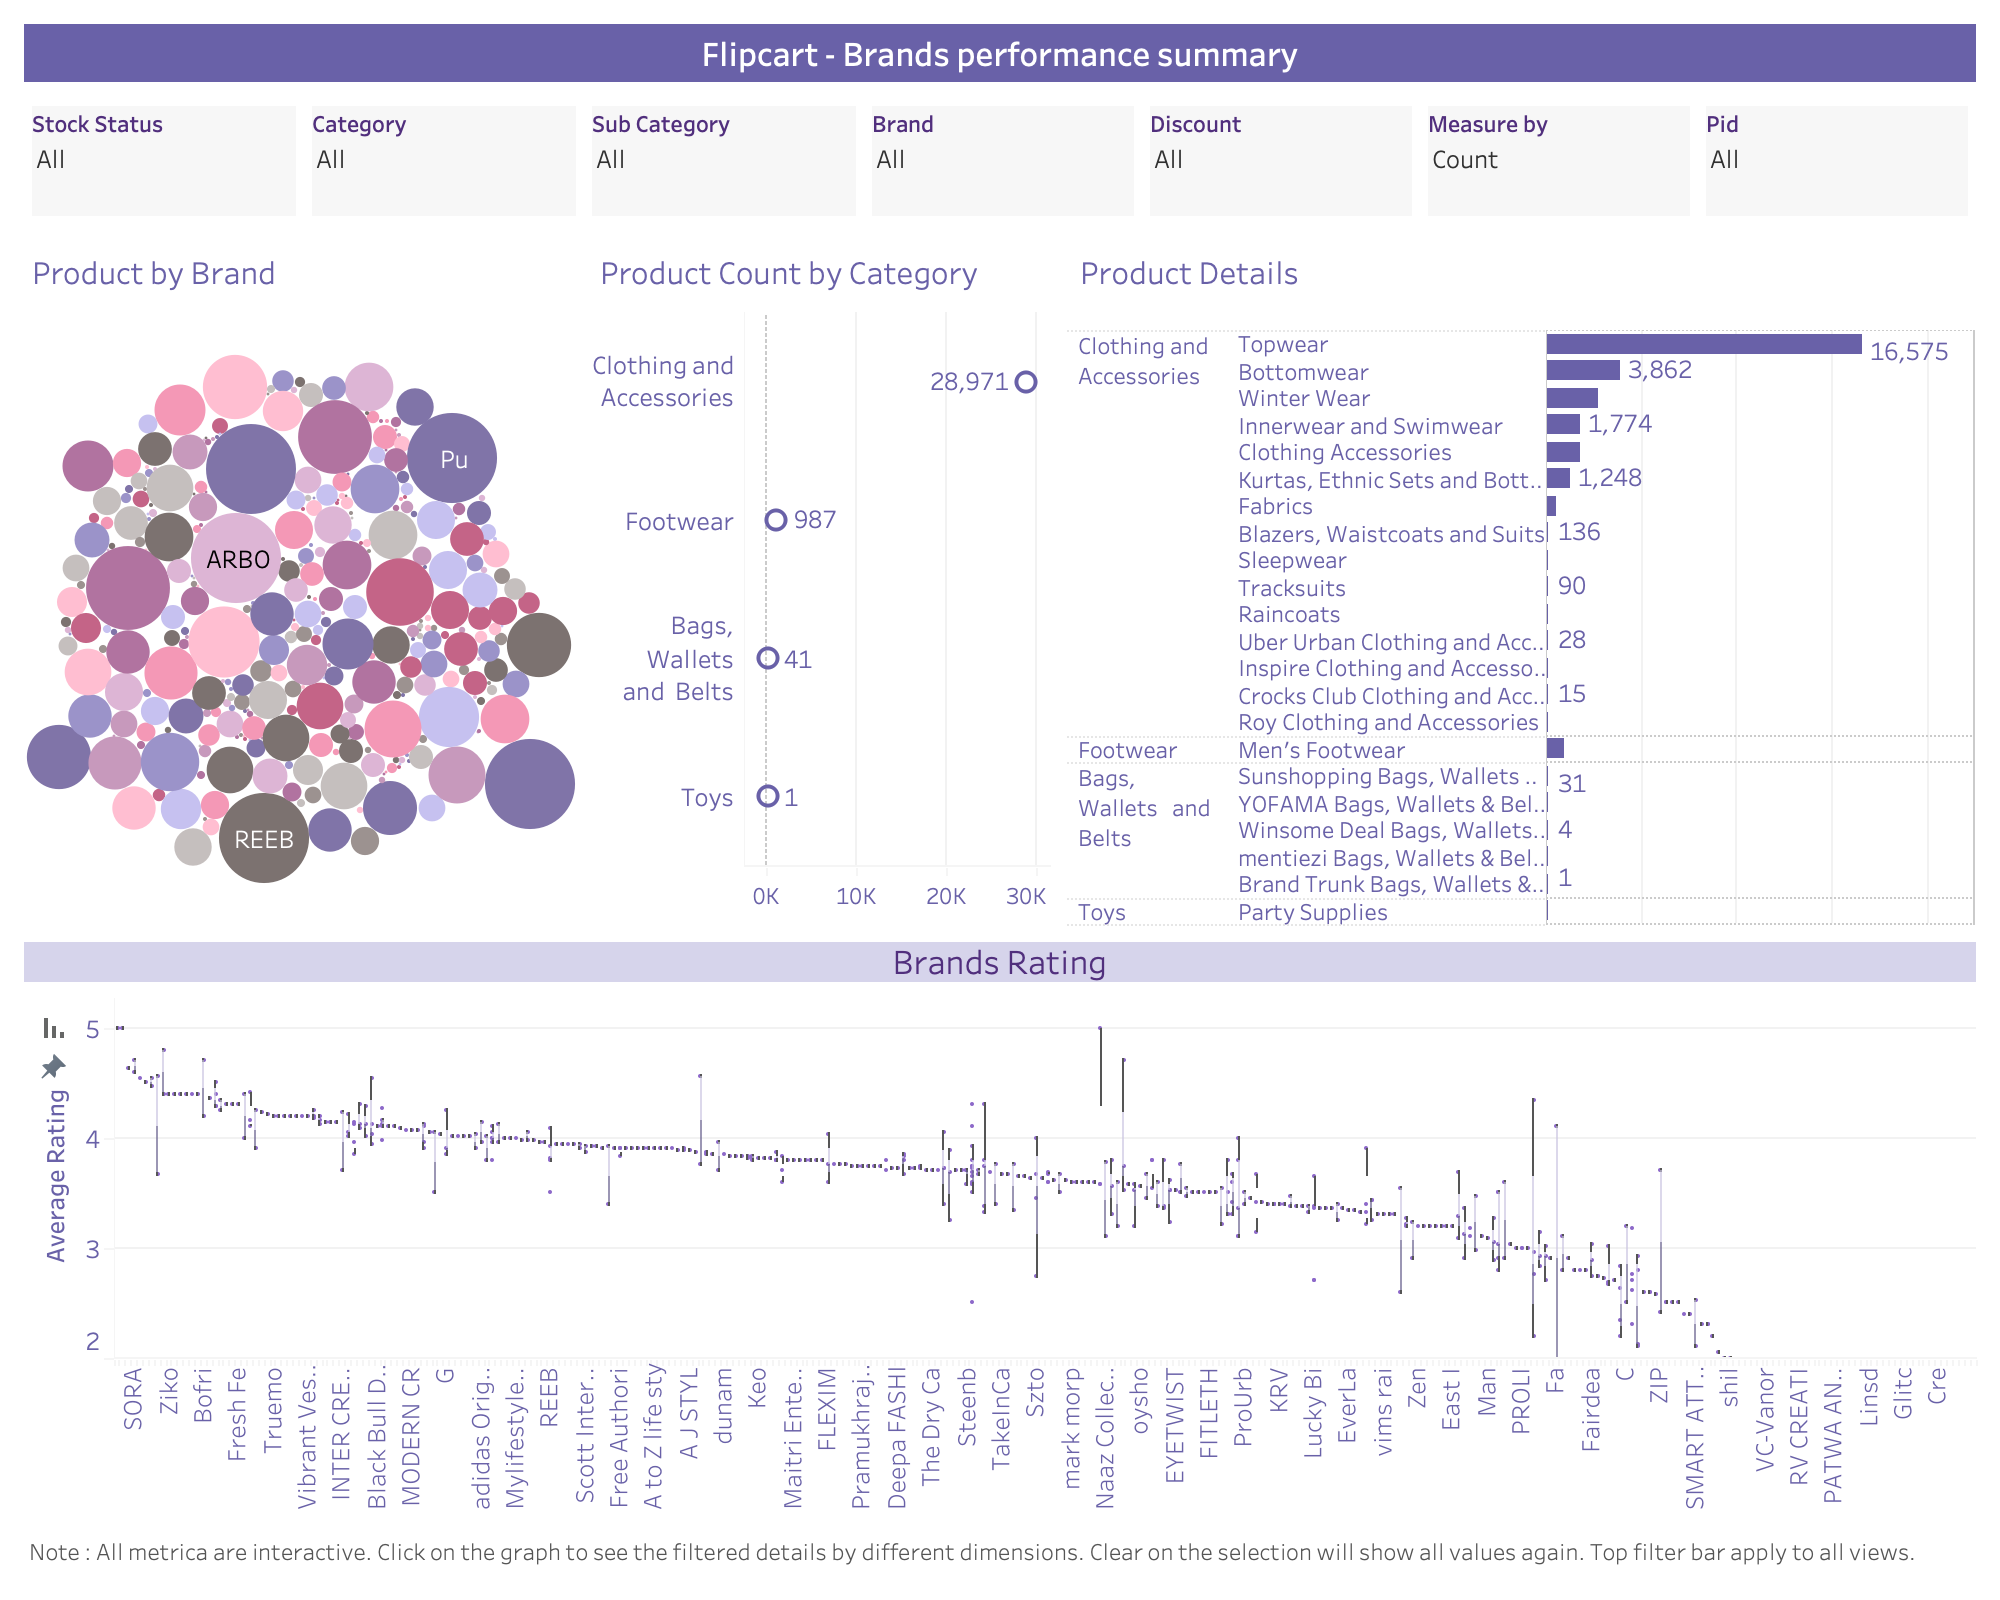 Flipcart - Brands performance summary
Stock Status
All
Category
All
Sub Category
All
Brand
All
Discount
All
Measure by
Count
Pid
All
Product by Brand
Pu
ARBO
REEB
Product Count by Category
Clothing and
Accessories
28,971
Footwear
987
Bags,
Wallets
and Belts
41
Toys
1
0K 10K 20K 30K
Product Details
Clothing and
Accessories
Topwear 16,575
Bottomwear 3,862
Winter Wear
Innerwear and Swimwear 1,774
Clothing Accessories
Kurtas, Ethnic Sets and Bott.. 1,248
Fabrics
Blazers, Waistcoats and Suits 136
Sleepwear
Tracksuits 90
Raincoats
Uber Urban Clothing and Acc.. 28
Inspire Clothing and Accesso..
Crocks Club Clothing and Acc.. 15
Roy Clothing and Accessories
Footwear Men's Footwear
Bags,
Wallets and
Belts
Sunshopping Bags, Wallets .. 31
YOFAMA Bags, Wallets & Bel..
Winsome Deal Bags, Wallets.. 4
mentiezi Bags, Wallets & Bel..
Brand Trunk Bags, Wallets &.. 1
Toys Party Supplies
Brands Rating
Average Rating
5
4
3
2
SORA
Ziko
Bofri
Fresh Fe
Truemo
Vibrant Ves..
INTER CRE..
Black Bull D..
MODERN CR
G
adidas Orig..
Mylifestyle..
REEB
Scott Inter..
Free Authori
A to Z life sty
A J STYL
dunam
Keo
Maitri Ente..
FLEXIMI
Pramukhraj..
Deepa FASHI
The Dry Ca
Steenb
TakeInCa
Szto
mark morp
Naaz Collec..
oysho
EYETWIST
FITLETH
ProUrb
KRV
Lucky Bi
EverLa
vims rai
Zen
East I
Man
PROLI
Fa
Fairdea
C
ZIP
SMART ATT..
shil
VC-Vanor
RV CREATI
PATWA AN..
Linsd
Glitc
Cre
Note : All metrica are interactive. Click on the graph to see the filtered details by different dimensions. Clear on the selection will show all values again. Top filter bar apply to all views.